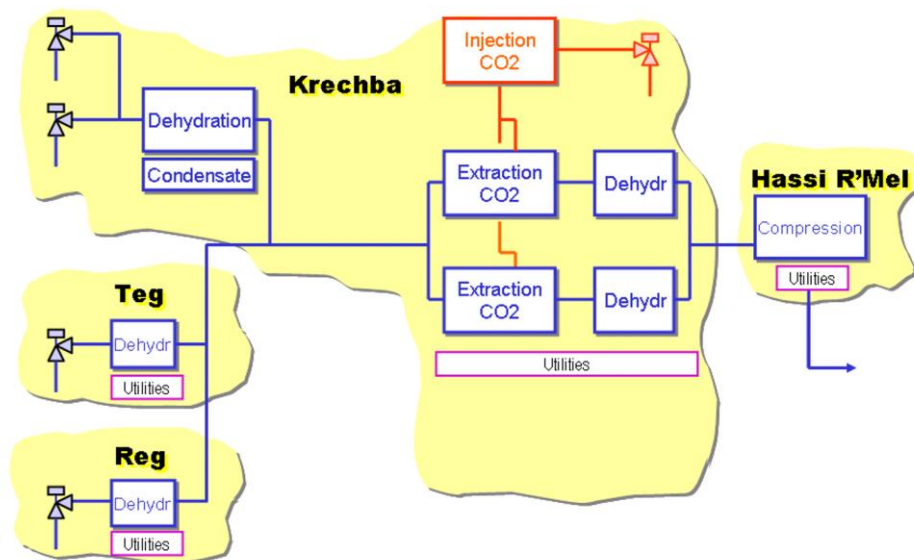 Injection
CO2
Krechba
Dehydration
Condensate
Extraction
CO2
Dehydr
Hassi R'Mel
Compression
Utilities
Extraction
CO2
Dehydr
Utilities
Teg
Dehydr
Utilities
Reg
Dehydr
Utilities